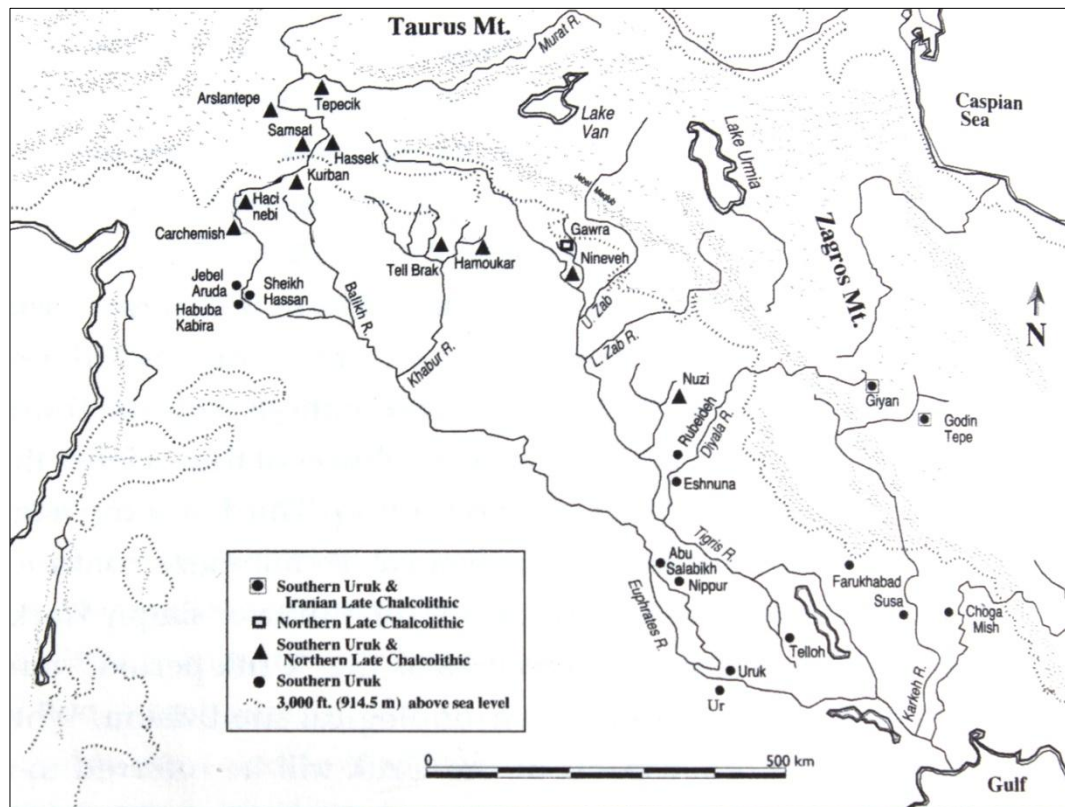 Taurus Mt.
Murat R.
Arslantepe
Tepecik
Samsat
Hassek
Kurban
Haci
nebi
Carchemish
Jebel
Aruda
Sheikh
Hassan
Habuba
Kabira
Balikh R.
Khabur R.
Tell Brak
Hamoukar
Lake
Van
Lake Urmia
Caspian
Sea
Gawra
Nineveh
U. Zab
L. Zab R.
Zagros Mt.
N
Nuzi
Rubeideh
Diyala R.
Eshnuna
Giyan
Godin
Tepe
Tigris R.
Abu
Salabikh
Nippur
Euphrates R.
Uruk
Ur
Telloh
Farukhabad
Susa
Choga
Mish
Karkeh R.
Gulf
Southern Uruk &
Iranian Late Chalcolithic
Northern Late Chalcolithic
Southern Uruk &
Northern Late Chalcolithic
Southern Uruk
3,000 ft. (914.5 m) above sea level
0
500 km